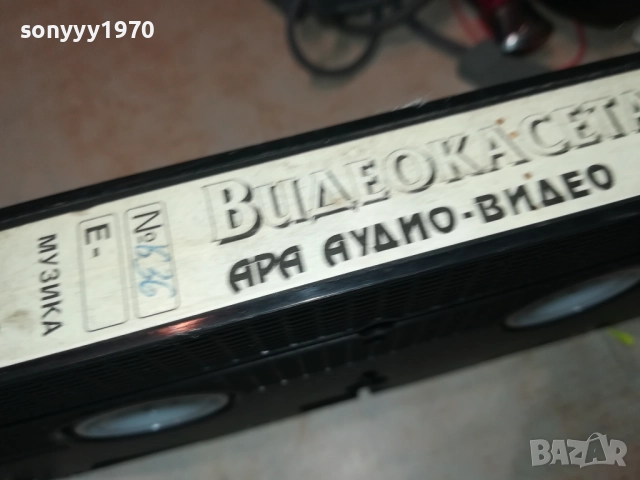 sonyyy1970
ВИДЕОКАСЕТА
АРА АУДИО-ВИДЕО
№ 636
Е-
МУЗИКА
BAZAR